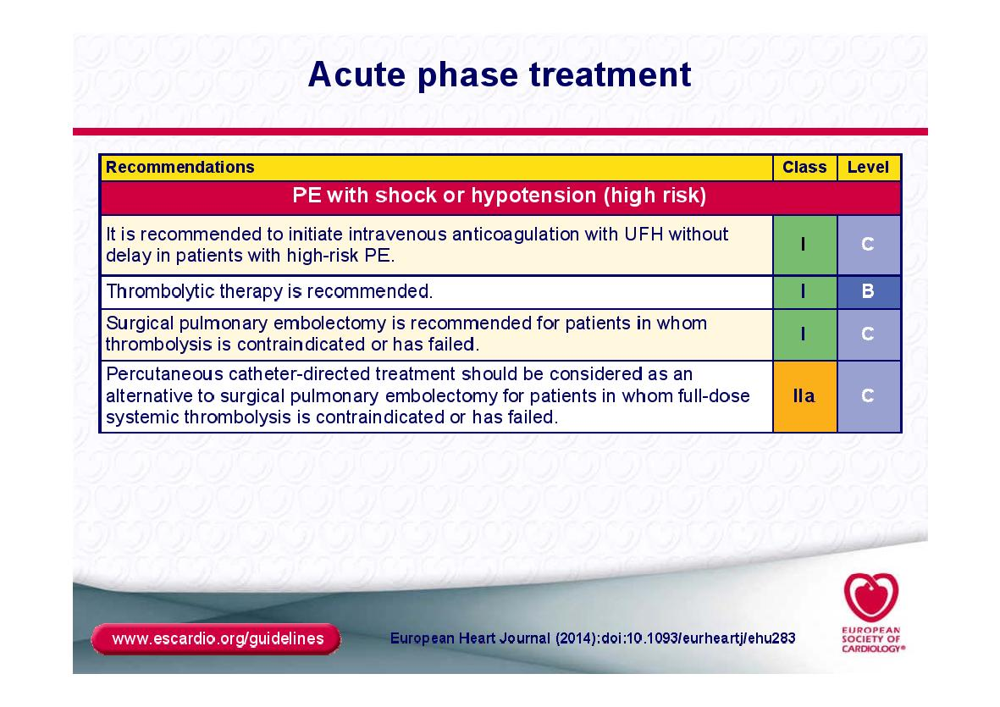 Acute phase treatment
Recommendations Class Level
PE with shock or hypotension (high risk)
It is recommended to initiate intravenous anticoagulation with UFH without
delay in patients with high-risk PE.
I C
Thrombolytic therapy is recommended. I B
Surgical pulmonary embolectomy is recommended for patients in whom
thrombolysis is contraindicated or has failed.
I C
Percutaneous catheter-directed treatment should be considered as an
alternative to surgical pulmonary embolectomy for patients in whom full-dose
systemic thrombolysis is contraindicated or has failed.
IIa C
www.escardio.org/guidelines
European Heart Journal (2014):doi:10.1093/eurheartj/ehu283
EUROPEAN
SOCIETY OF
CARDIOLOGY®